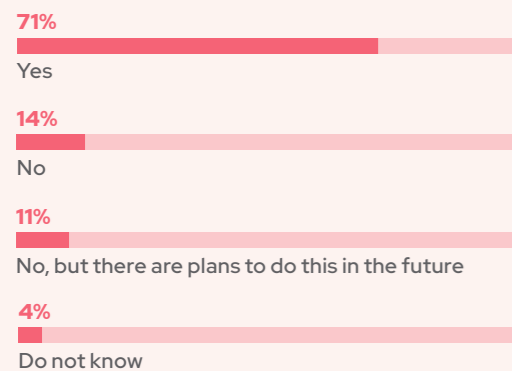 71%
Yes
14%
No
11%
No, but there are plans to do this in the future
4%
Do not know